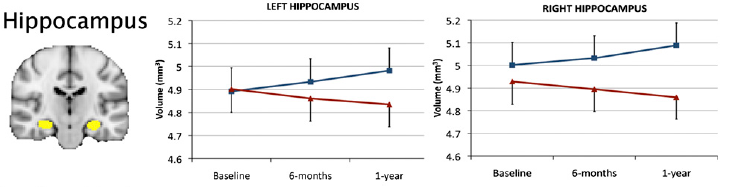 Hippocampus
LEFT HIPPOCAMPUS
Volume (mm³)
5.2
5.1
5
4.9
4.8
4.7
4.6
Baseline 6-months 1-year
RIGHT HIPPOCAMPUS
Volume (mm³)
5.2
5.1
5
4.9
4.8
4.7
4.6
Baseline 6-months 1-year